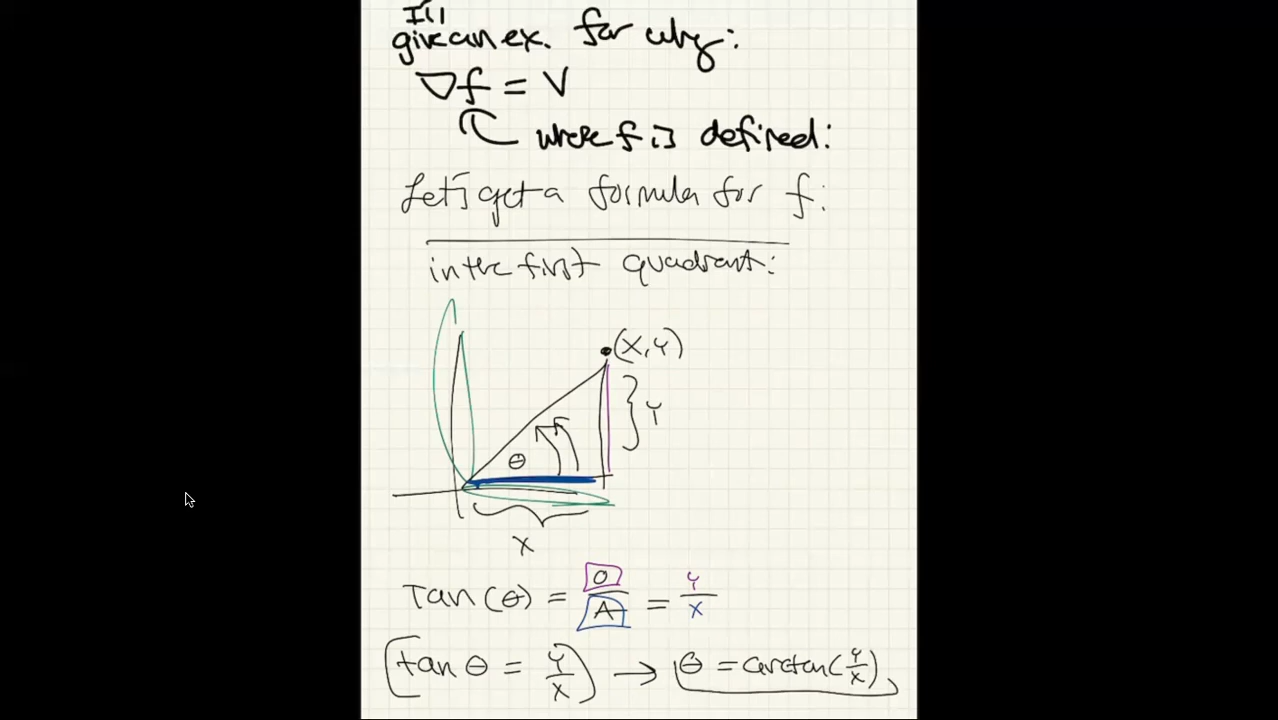 I'll
give an ex. for why:
∇f = V
where f is defined:
Let's get a formula for f:
in the first quadrant:
(X,Y)
Y
θ
X
Tan(θ) = O/A = Y/X
tan θ = Y/X → θ = arctan(Y/X)